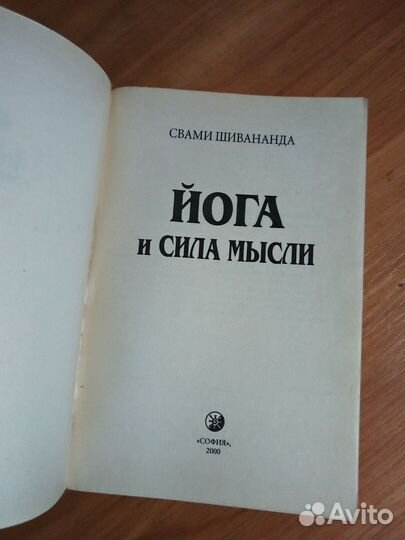 СВАМИ ШИВАНАНДА
ЙОГА
и СИЛА МЫСЛИ
«СОФИЯ»,
2000
Avito